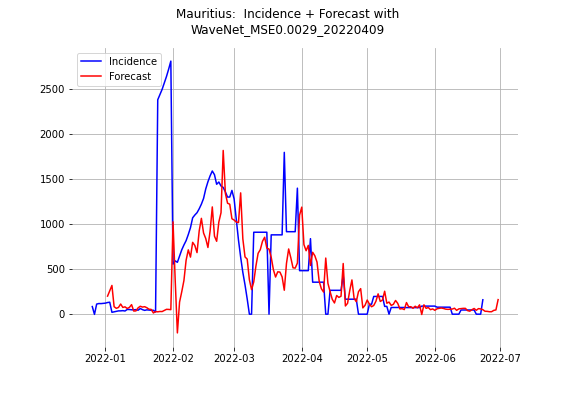 Mauritius:  Incidence + Forecast with
WaveNet_MSE0.0029_20220409
Incidence
Forecast
2500
2000
1500
1000
500
0
2022-01 2022-02 2022-03 2022-04 2022-05 2022-06 2022-07